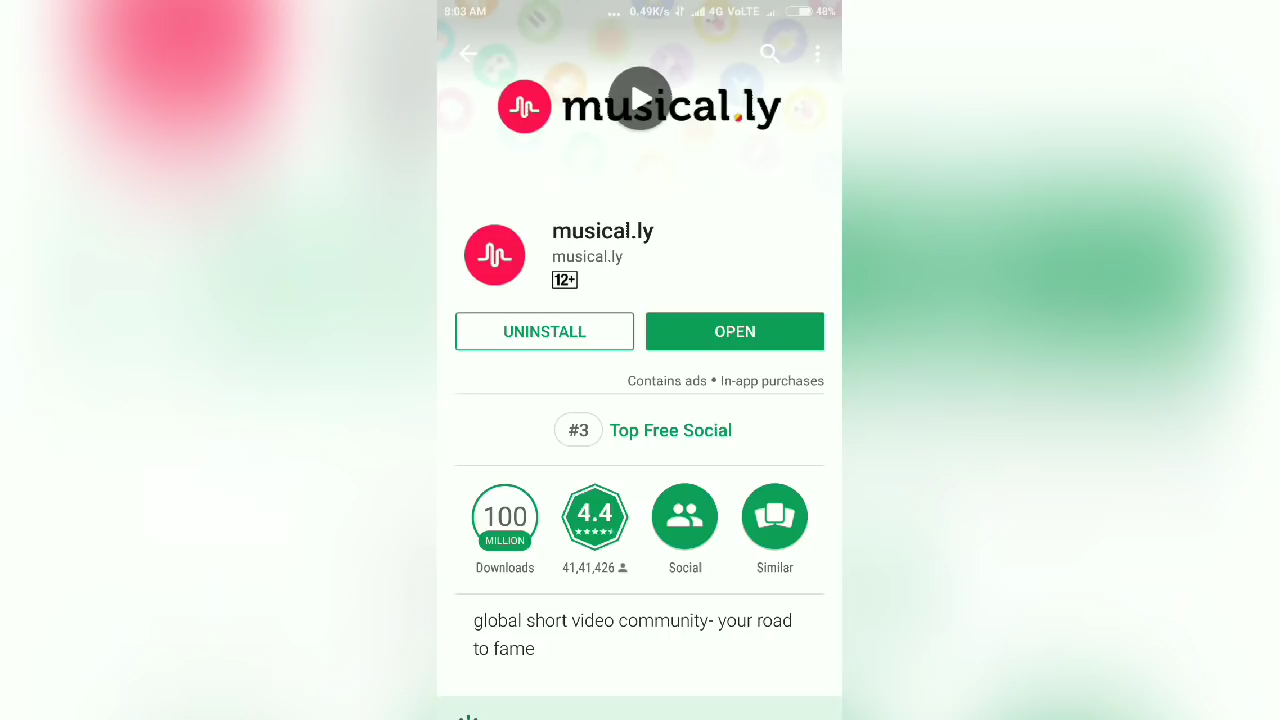 8:03 AM ... 0.49K/s 4G VoLTE 48%
musical.ly
musical.ly
musical.ly
12+
UNINSTALL OPEN
Contains ads • In-app purchases
#3 Top Free Social
100 4.4
MILLION
Downloads 41,41,426 Social Similar
global short video community- your road
to fame